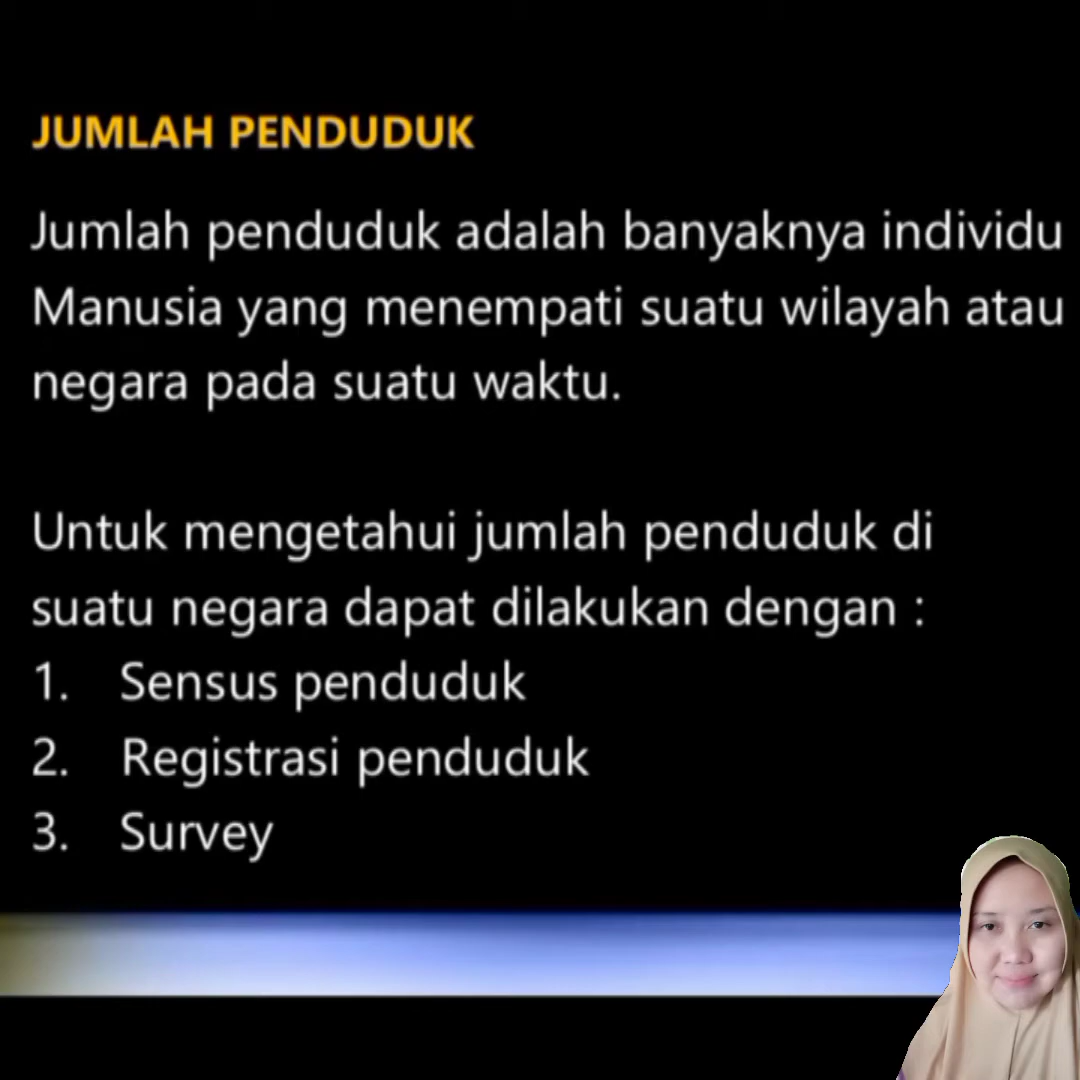 JUMLAH PENDUDUK
Jumlah penduduk adalah banyaknya individu
Manusia yang menempati suatu wilayah atau
negara pada suatu waktu.
Untuk mengetahui jumlah penduduk di
suatu negara dapat dilakukan dengan :
1. Sensus penduduk
2. Registrasi penduduk
3. Survey